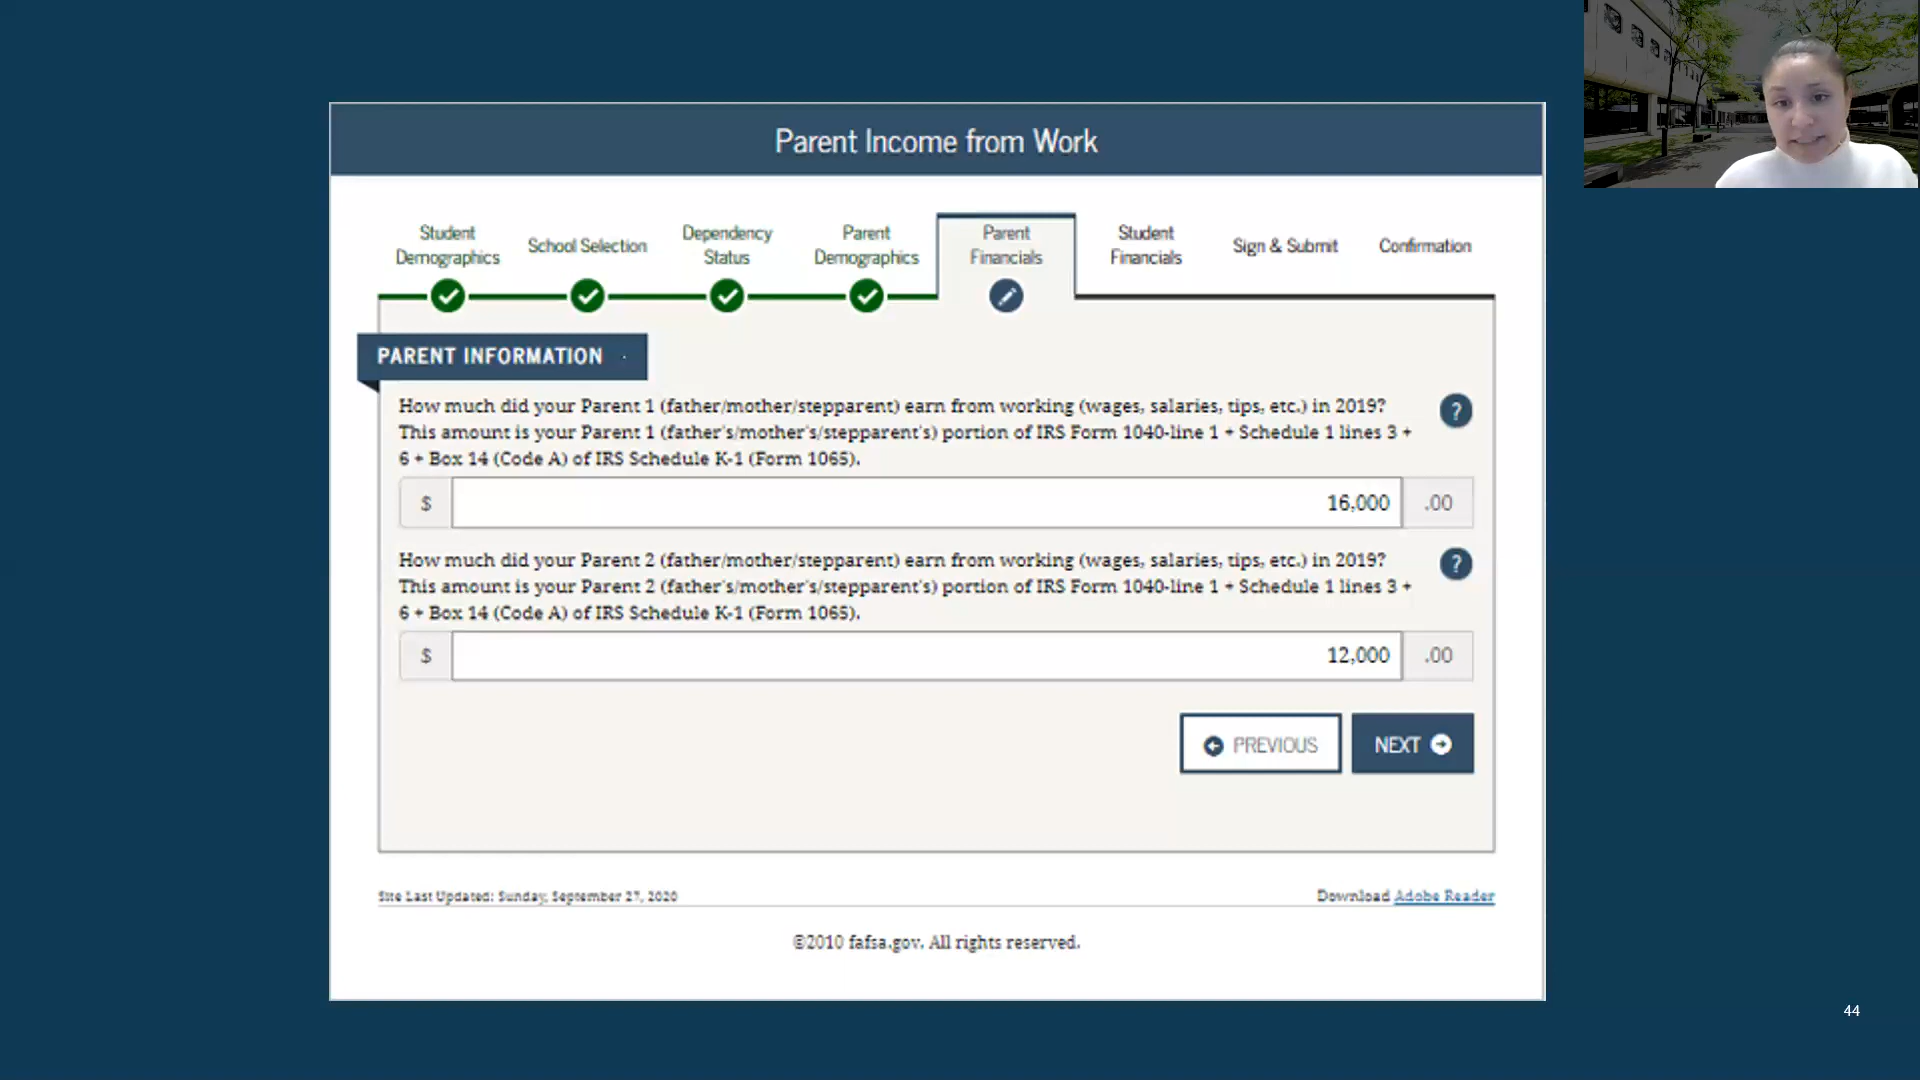 Parent Income from Work
Student Demographics
School Selection
Dependency Status
Parent Demographics
Parent Financials
Student Financials
Sign & Submit
Confirmation
PARENT INFORMATION
How much did your Parent 1 (father/mother/stepparent) earn from working (wages, salaries, tips, etc.) in 2019?
This amount is your Parent 1 (father's/mother's/stepparent's) portion of IRS Form 1040-line 1 + Schedule 1 lines 3 +
6 + Box 14 (Code A) of IRS Schedule K-1 (Form 1065).
?
$ 16,000 .00
How much did your Parent 2 (father/mother/stepparent) earn from working (wages, salaries, tips, etc.) in 2019?
This amount is your Parent 2 (father's/mother's/stepparent's) portion of IRS Form 1040-line 1 + Schedule 1 lines 3 +
6 + Box 14 (Code A) of IRS Schedule K-1 (Form 1065).
?
$ 12,000 .00
PREVIOUS
NEXT
Site Last Updated: Sunday, September 27, 2020
Download Adobe Reader
©2010 fafsa.gov. All rights reserved.
44